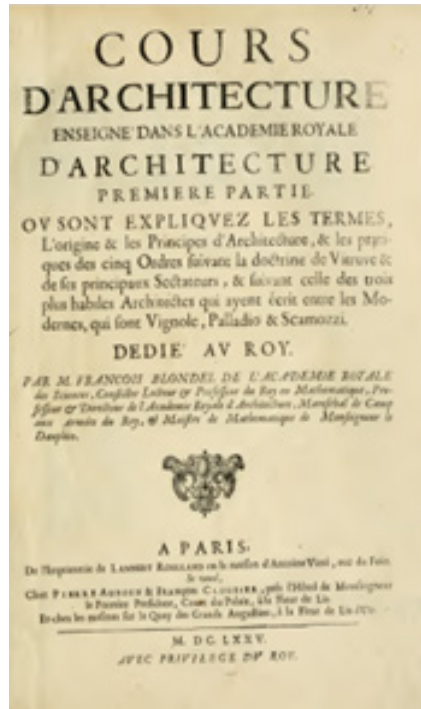 COURS
D'ARCHITECTURE
ENSEIGNE' DANS L'ACADEMIE ROYALE
D'ARCHITECTURE
PREMIERE PARTIE.
OV SONT EXPLIQVEZ LES TERMES,
L'origine & les Principes d'Architecture, & les prati-
ques des cinq Ordres suivant la doctrine de Vitruve &
de ses principaux Sectateurs, & suivant celle des trois
plus habiles Architectes qui ayent écrit entre les Mo-
dernes, qui sont Vignole, Palladio & Scamozzi.
DEDIE' AV ROY.
PAR M. FRANCOIS BLONDEL DE L'ACADEMIE ROYALE
des Sciences, Conseiller Lecteur & Professeur du Roy en Mathematique, Pro-
fesseur & Directeur de l'Academie Royale d'Architecture, Maréchal de Camp
aux Armées du Roy, & Maistre de Mathematique de Monseigneur le
Dauphin.
A PARIS,
De l'Imprimerie de LAMBERT ROULLAND en la maison d'Antoine Vitré, ruë du Foin.
Se vend,
Chez PIERRE AUBOIN & François CLOUSIER, près l'Hôtel de Monseigneur
le Premier President, Cour du Palais, à la Fleur de Lis.
Et chez les mesmes sur le Quay des Grands Augustins, à la Fleur de Lis
M. DC. LXXV.
AVEC PRIVILEGE DV ROY.